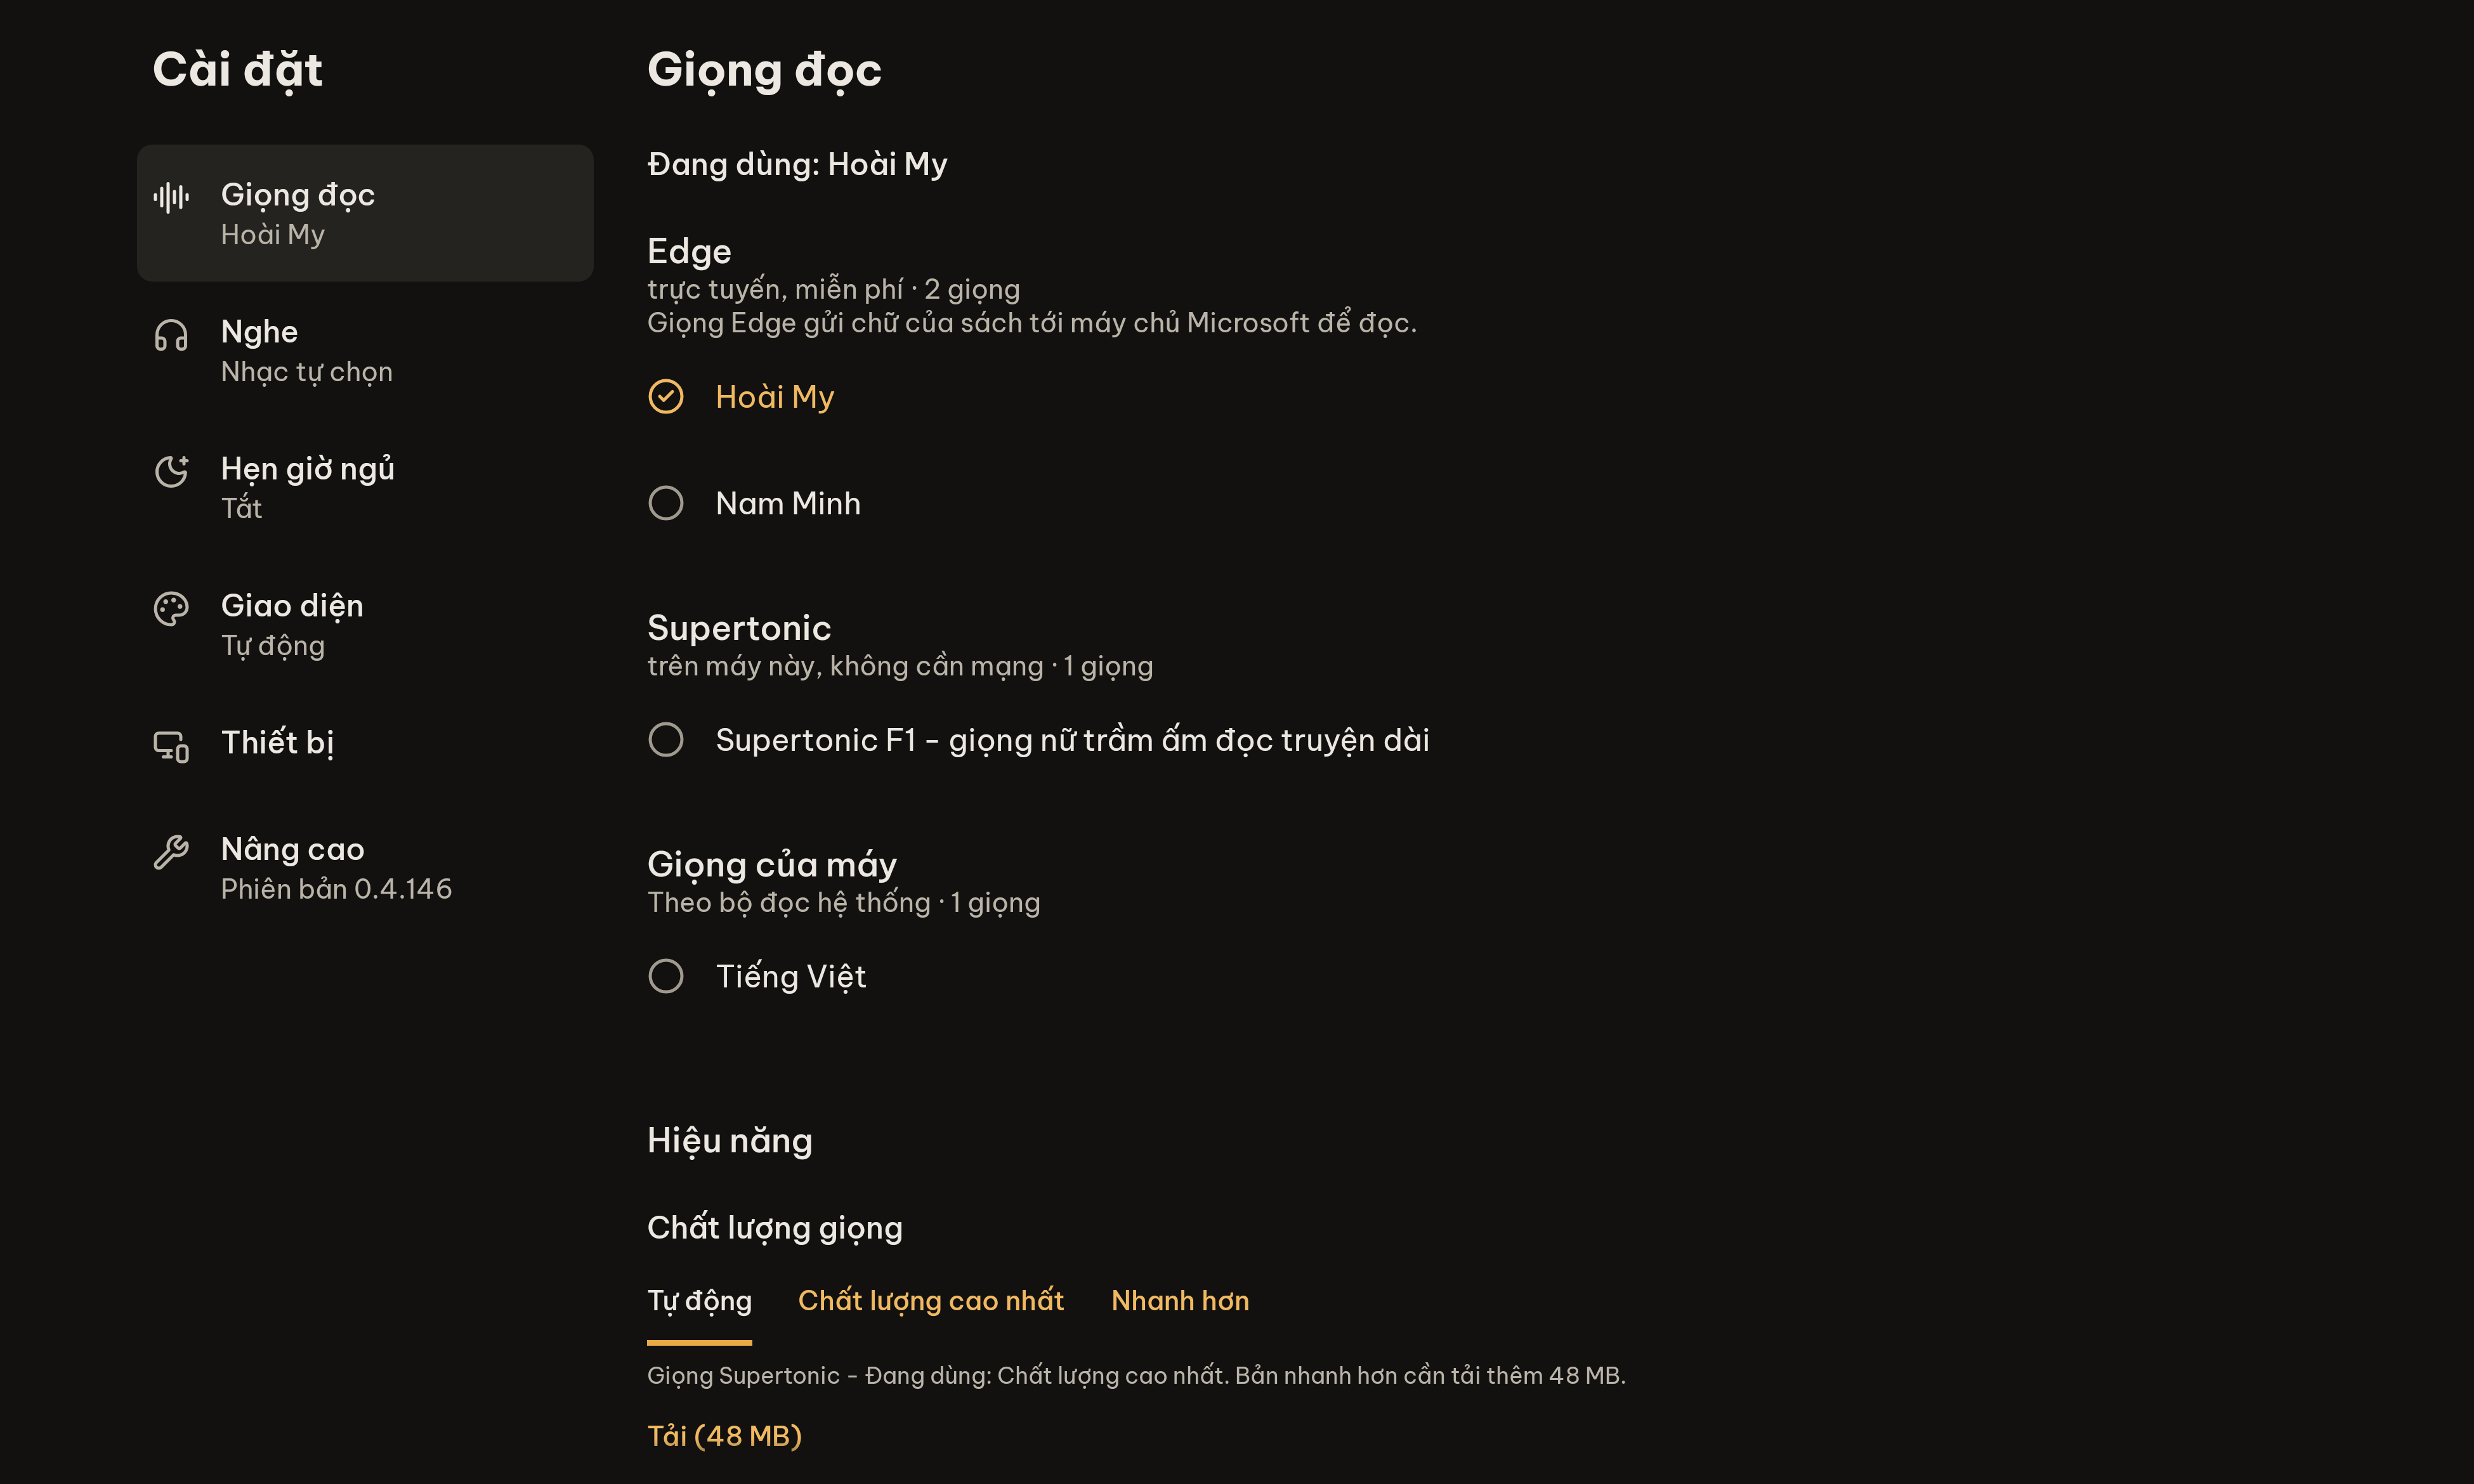 Cài đặt
Giọng đọc
Hoài My
Nghe
Nhạc tự chọn
Hẹn giờ ngủ
Tắt
Giao diện
Tự động
Thiết bị
Nâng cao
Phiên bản 0.4.146
Giọng đọc
Đang dùng: Hoài My
Edge
trực tuyến, miễn phí · 2 giọng
Giọng Edge gửi chữ của sách tới máy chủ Microsoft để đọc.
Hoài My
Nam Minh
Supertonic
trên máy này, không cần mạng · 1 giọng
Supertonic F1 – giọng nữ trầm ấm đọc truyện dài
Giọng của máy
Theo bộ đọc hệ thống · 1 giọng
Tiếng Việt
Hiệu năng
Chất lượng giọng
Tự động Chất lượng cao nhất Nhanh hơn
Giọng Supertonic – Đang dùng: Chất lượng cao nhất. Bản nhanh hơn cần tải thêm 48 MB.
Tải (48 MB)